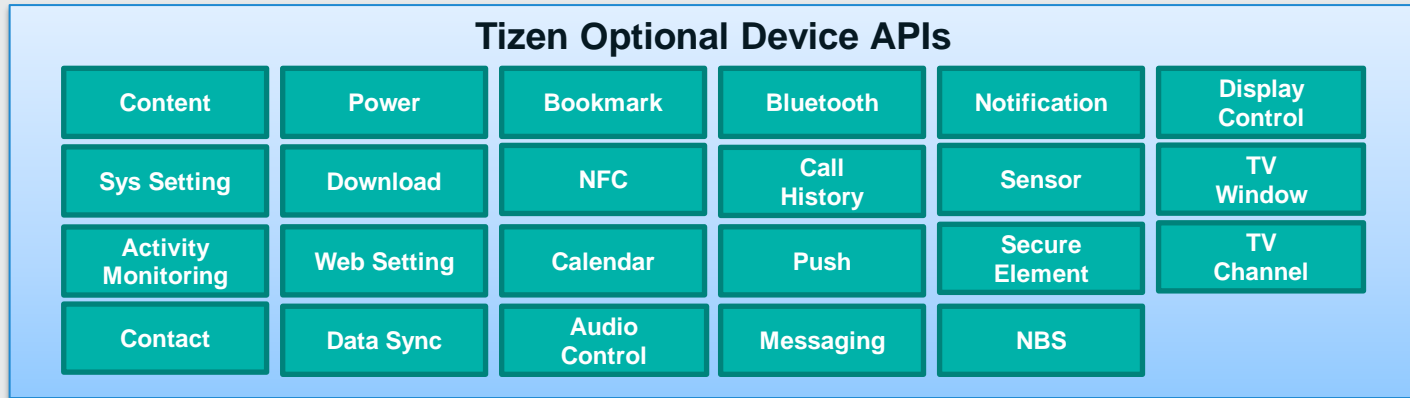 Tizen Optional Device APIs
Content
Power
Bookmark
Bluetooth
Notification
Display
Control
Sys Setting
Download
NFC
Call
History
Sensor
TV
Window
Activity
Monitoring
Web Setting
Calendar
Push
Secure
Element
TV
Channel
Contact
Data Sync
Audio
Control
Messaging
NBS